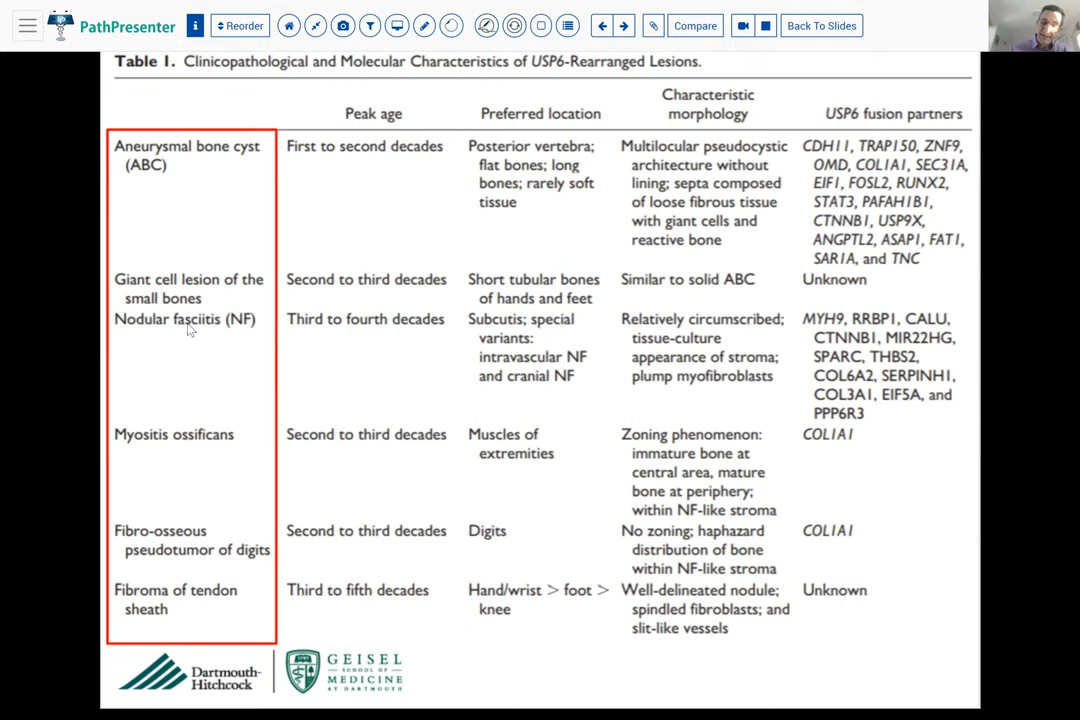 PathPresenter
i
Reorder
Compare
Back To Slides
Table 1. Clinicopathological and Molecular Characteristics of USP6-Rearranged Lesions.
Peak age
Preferred location
Characteristic
morphology
USP6 fusion partners
Aneurysmal bone cyst
(ABC)
First to second decades
Posterior vertebra;
flat bones; long
bones; rarely soft
tissue
Multilocular pseudocystic
architecture without
lining; septa composed
of loose fibrous tissue
with giant cells and
reactive bone
CDH11, TRAP150, ZNF9,
OMD, COL1A1, SEC31A,
EIF1, FOSL2, RUNX2,
STAT3, PAFAH1B1,
CTNNB1, USP9X,
ANGPTL2, ASAP1, FAT1,
SAR1A, and TNC
Giant cell lesion of the
small bones
Second to third decades
Short tubular bones
of hands and feet
Similar to solid ABC
Unknown
Nodular fasciitis (NF)
Third to fourth decades
Subcutis; special
variants:
intravascular NF
and cranial NF
Relatively circumscribed;
tissue-culture
appearance of stroma;
plump myofibroblasts
MYH9, RRBP1, CALU,
CTNNB1, MIR22HG,
SPARC, THBS2,
COL6A2, SERPINH1,
COL3A1, EIF5A, and
PPP6R3
Myositis ossificans
Second to third decades
Muscles of
extremities
Zoning phenomenon:
immature bone at
central area, mature
bone at periphery;
within NF-like stroma
COL1A1
Fibro-osseous
pseudotumor of digits
Second to third decades
Digits
No zoning; haphazard
distribution of bone
within NF-like stroma
COL1A1
Fibroma of tendon
sheath
Third to fifth decades
Hand/wrist > foot >
knee
Well-delineated nodule;
spindled fibroblasts; and
slit-like vessels
Unknown
Dartmouth-
Hitchcock
GEISEL
SCHOOL OF
MEDICINE
AT DARTMOUTH